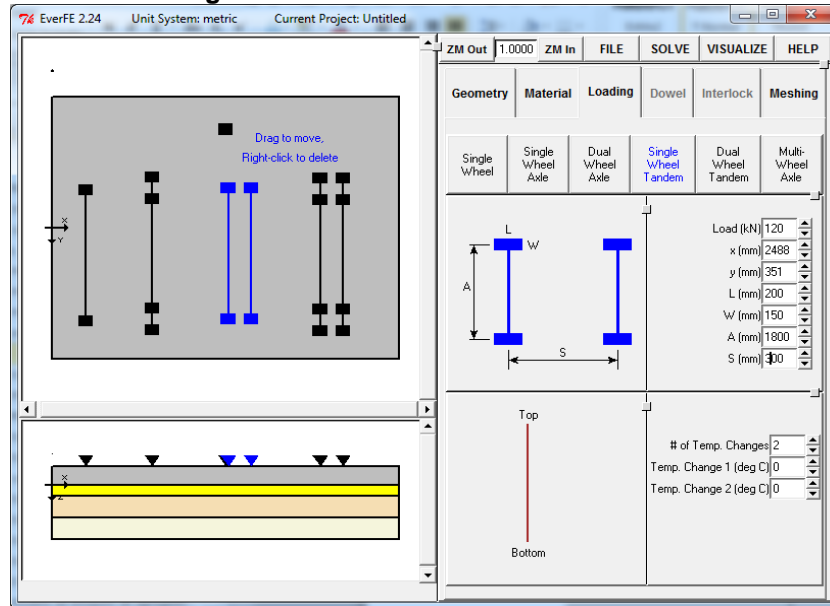 EverFE 2.24 Unit System: metric Current Project: Untitled
ZM Out 1.0000 ZM In FILE SOLVE VISUALIZE HELP
Geometry Material Loading Dowel Interlock Meshing
Single
Wheel
Single
Wheel
Axle
Dual
Wheel
Axle
Single
Wheel
Tandem
Dual
Wheel
Tandem
Multi-
Wheel
Axle
Drag to move,
Right-click to delete
X
Y
L
W
A
S
Load (kN) 120
x (mm) 2488
y (mm) 351
L (mm) 200
W (mm) 150
A (mm) 1800
S (mm) 300
X
Z
Top
Bottom
# of Temp. Changes 2
Temp. Change 1 (deg C) 0
Temp. Change 2 (deg C) 0